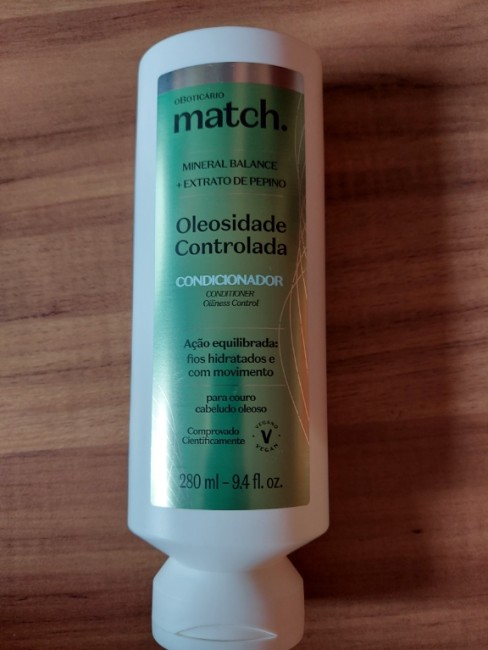 oBOTICÁRIO
match.
MINERAL BALANCE
+ EXTRATO DE PEPINO
Oleosidade
Controlada
CONDICIONADOR
CONDITIONER
Oiliness Control
Ação equilibrada:
fios hidratados e
com movimento
para couro
cabeludo oleoso
Comprovado
Cientificamente
VEGANO
V
VEGAN
280 ml – 9.4 fl. oz.